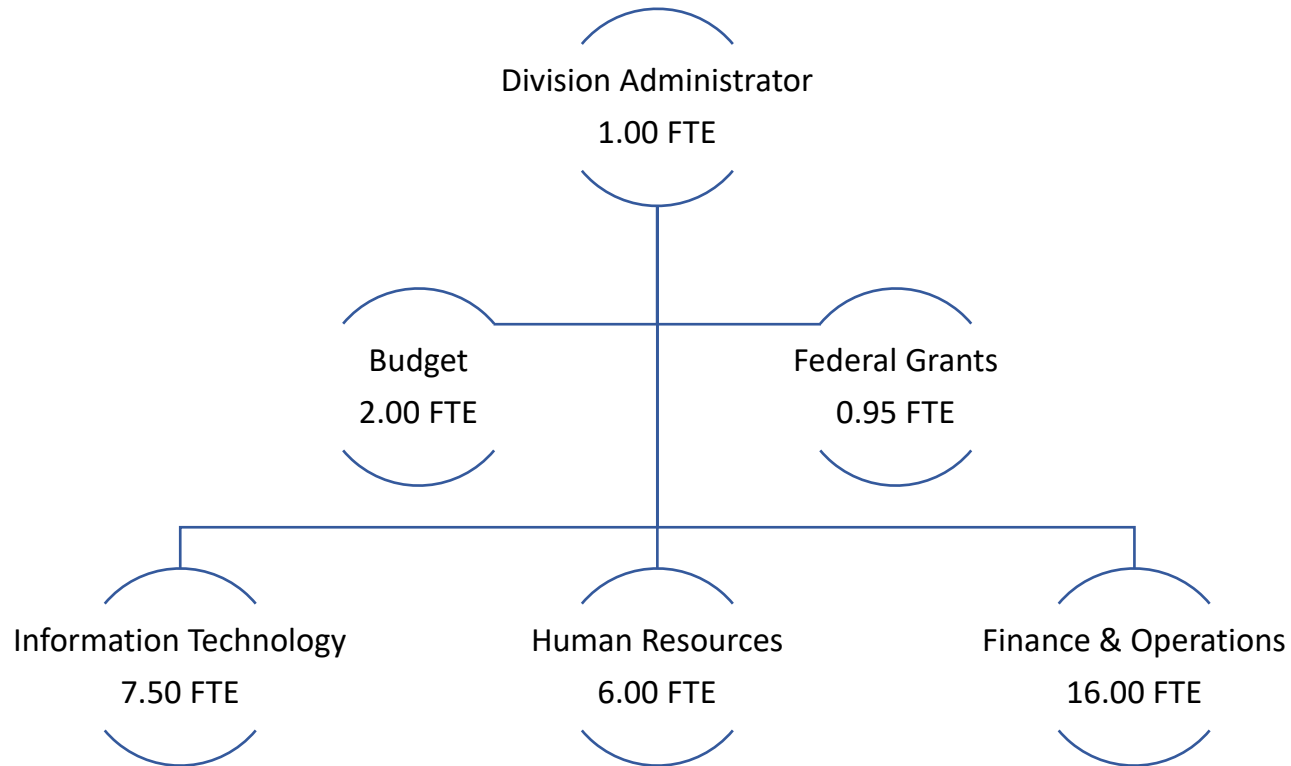 Division Administrator
1.00 FTE
Budget
2.00 FTE
Federal Grants
0.95 FTE
Information Technology
7.50 FTE
Human Resources
6.00 FTE
Finance & Operations
16.00 FTE